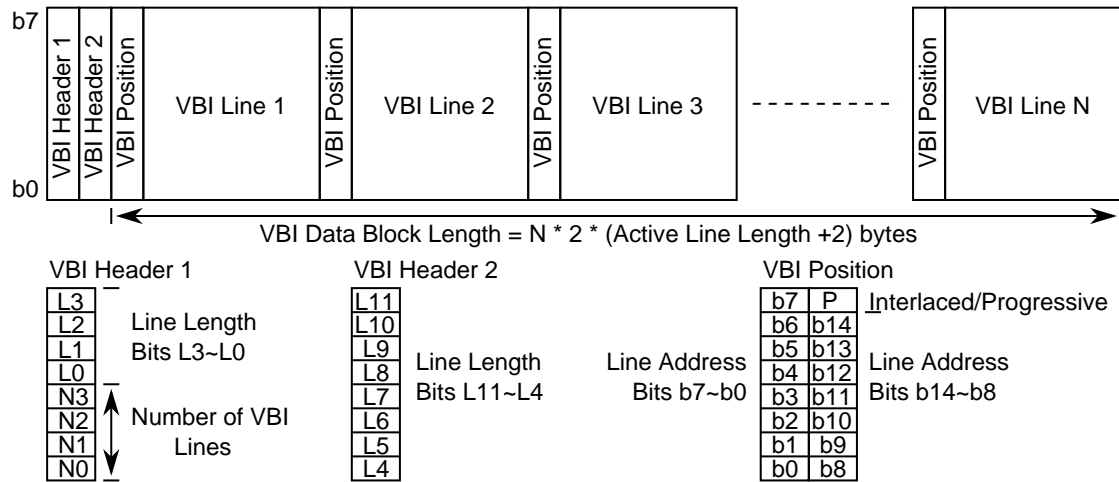 b7
b0
VBI Header 1
VBI Header 2
VBI Position
VBI Line 1
VBI Position
VBI Line 2
VBI Position
VBI Line 3
VBI Position
VBI Line N
VBI Data Block Length = N * 2 * (Active Line Length +2) bytes
VBI Header 1
L3
L2
L1
L0
N3
N2
N1
N0
Line Length
Bits L3~L0
Number of VBI
Lines
VBI Header 2
L11
L10
L9
L8
L7
L6
L5
L4
Line Length
Bits L11~L4
VBI Position
Line Address
Bits b7~b0
b7 P
b6 b14
b5 b13
b4 b12
b3 b11
b2 b10
b1 b9
b0 b8
Interlaced/Progressive
Line Address
Bits b14~b8